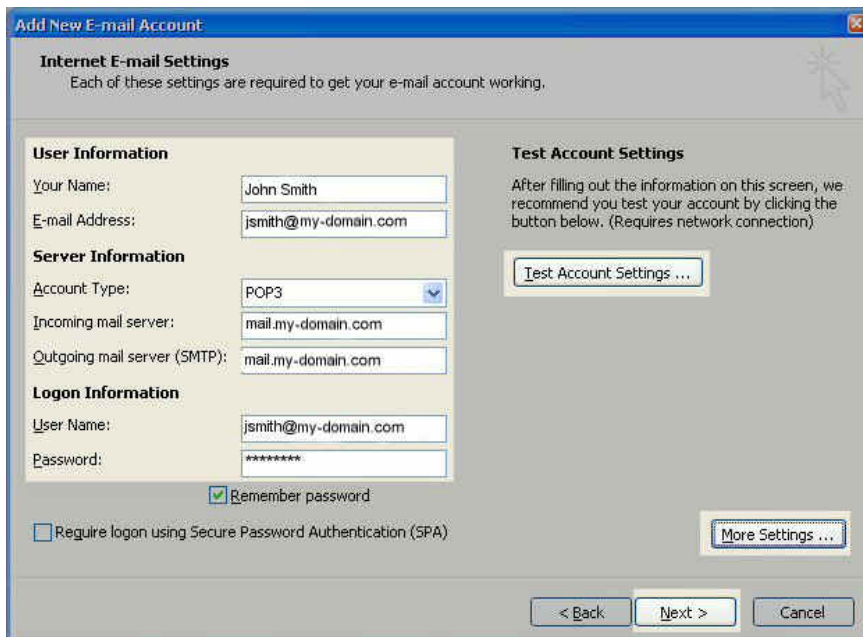 Add New E-mail Account
Internet E-mail Settings
Each of these settings are required to get your e-mail account working.
User Information
Your Name:
John Smith
E-mail Address:
jsmith@my-domain.com
Server Information
Account Type:
POP3
Incoming mail server:
mail.my-domain.com
Outgoing mail server (SMTP):
mail.my-domain.com
Logon Information
User Name:
jsmith@my-domain.com
Password:
********
Remember password
Require logon using Secure Password Authentication (SPA)
Test Account Settings
After filling out the information on this screen, we
recommend you test your account by clicking the
button below. (Requires network connection)
Test Account Settings ...
More Settings ...
< Back
Next >
Cancel